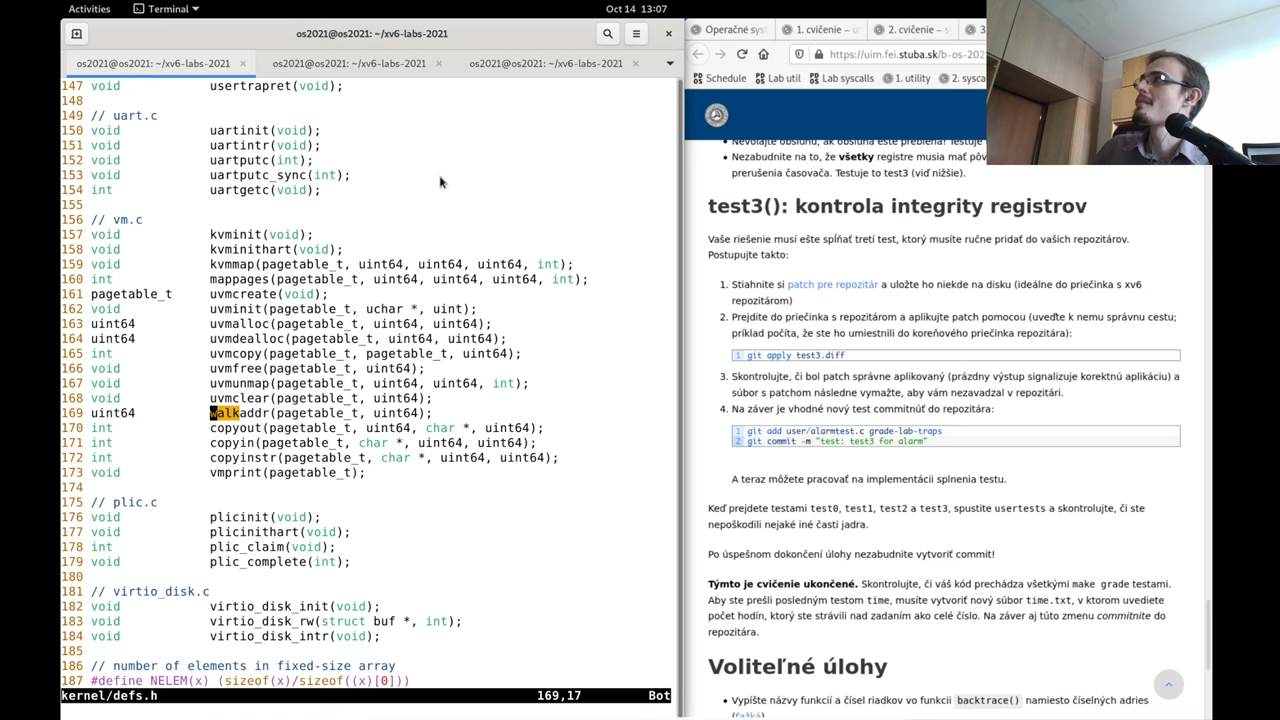 Activities
Terminal
Oct 14 13:07
os2021@os2021: ~/xv6-labs-2021
os2021@os2021: ~/xv6-labs-2021
os2021@os2021: ~/xv6-labs-2021
os2021@os2021: ~/xv6-labs-2021
147 void usertrapret(void);
148
149 // uart.c
150 void uartinit(void);
151 void uartintr(void);
152 void uartputc(int);
153 void uartputc_sync(int);
154 int uartgetc(void);
155
156 // vm.c
157 void kvminit(void);
158 void kvminithart(void);
159 void kvmmap(pagetable_t, uint64, uint64, uint64, int);
160 int mappages(pagetable_t, uint64, uint64, uint64, int);
161 pagetable_t uvmcreate(void);
162 void uvminit(pagetable_t, uchar *, uint);
163 uint64 uvmalloc(pagetable_t, uint64, uint64);
164 uint64 uvmdealloc(pagetable_t, uint64, uint64);
165 int uvmcopy(pagetable_t, pagetable_t, uint64);
166 void uvmfree(pagetable_t, uint64);
167 void uvmunmap(pagetable_t, uint64, uint64, int);
168 void uvmclear(pagetable_t, uint64);
169 uint64 walkaddr(pagetable_t, uint64);
170 int copyout(pagetable_t, uint64, char *, uint64);
171 int copyin(pagetable_t, char *, uint64, uint64);
172 int copyinstr(pagetable_t, char *, uint64, uint64);
173 void vmprint(pagetable_t);
174
175 // plic.c
176 void plicinit(void);
177 void plicinithart(void);
178 int plic_claim(void);
179 void plic_complete(int);
180
181 // virtio_disk.c
182 void virtio_disk_init(void);
183 void virtio_disk_rw(struct buf *, int);
184 void virtio_disk_intr(void);
185
186 // number of elements in fixed-size array
187 #define NELEM(x) (sizeof(x)/sizeof((x)[0]))
kernel/defs.h 169,17 Bot
Operačné sys
1. cvičenie – u
2. cvičenie – s
3
https://uim.fei.stuba.sk/b-os-202
Schedule
Lab util
Lab syscalls
1. utility
2. sysca
Nezabudnite na to, že všetky registre musia mať pôv
prerušenia časovača. Testuje to test3 (viď nižšie).
test3(): kontrola integrity registrov
Vaše riešenie musí ešte spĺňať tretí test, ktorý musíte ručne pridať do vašich repozitárov.
Postupujte takto:
1. Stiahnite si patch pre repozitár a uložte ho niekde na disku (ideálne do priečinka s xv6
repozitárom)
2. Prejdite do priečinka s repozitárom a aplikujte patch pomocou (uveďte k nemu správnu cestu;
príklad počíta, že ste ho umiestnili do koreňového priečinka repozitára):
1 git apply test3.diff
3. Skontrolujte, či bol patch správne aplikovaný (prázdny výstup signalizuje korektnú aplikáciu) a
súbor s patchom následne vymažte, aby vám nezavadzal v repozitári.
4. Na záver je vhodné nový test commitnúť do repozitára:
1 git add user/alarmtest.c grade-lab-traps
2 git commit -m "test: test3 for alarm"
A teraz môžete pracovať na implementácii splnenia testu.
Keď prejdete testami test0, test1, test2 a test3, spustite usertests a skontrolujte, či ste
nepoškodili nejaké iné časti jadra.
Po úspešnom dokončení úlohy nezabudnite vytvoriť commit!
Týmto je cvičenie ukončené. Skontrolujte, či váš kód prechádza všetkými make grade testami.
Aby ste prešli posledným testom time, musíte vytvoriť nový súbor time.txt, v ktorom uvediete
počet hodín, ktorý ste strávili nad zadaním ako celé číslo. Na záver aj túto zmenu commitnite do
repozitára.
Voliteľné úlohy
Vypíšte názvy funkcií a čísel riadkov vo funkcii backtrace() namiesto číselných adries
(ťažká)